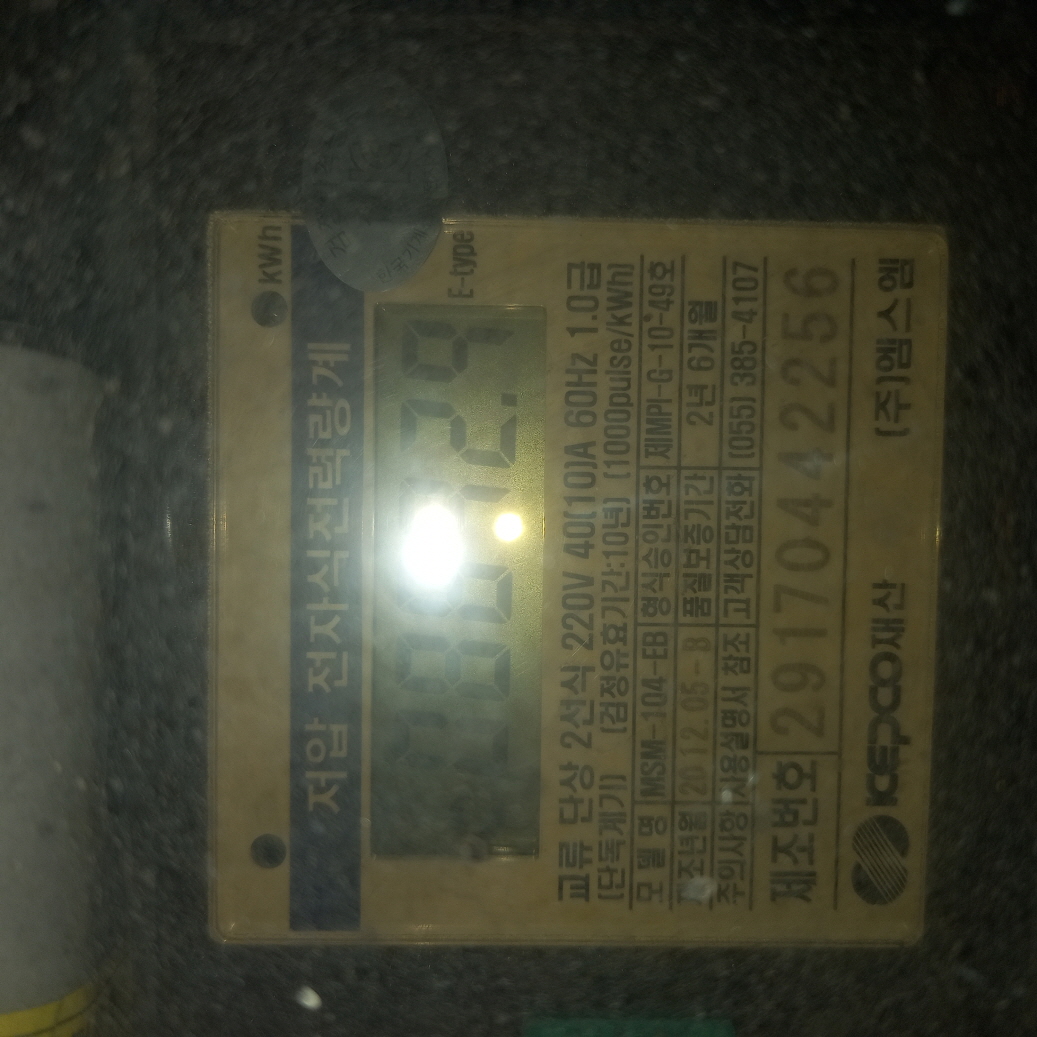 kWh
저압 전자식전력량계
E-type
교류 단상 2선식 220V 40(10)A 60Hz 1.0급
(단독계기) (검정유효기간:10년) (1000pulse/kWh)
모 델 명 MSM-104-EB 형식승인번호 제MPI-G-10-49호
제조년월 2012.05-B 품질보증기간 2년 6개월
주의사항 사용설명서 참조 고객상담전화 (055) 385-4107
제조번호 29170442256
KEPCO재산 (주)엠스엠